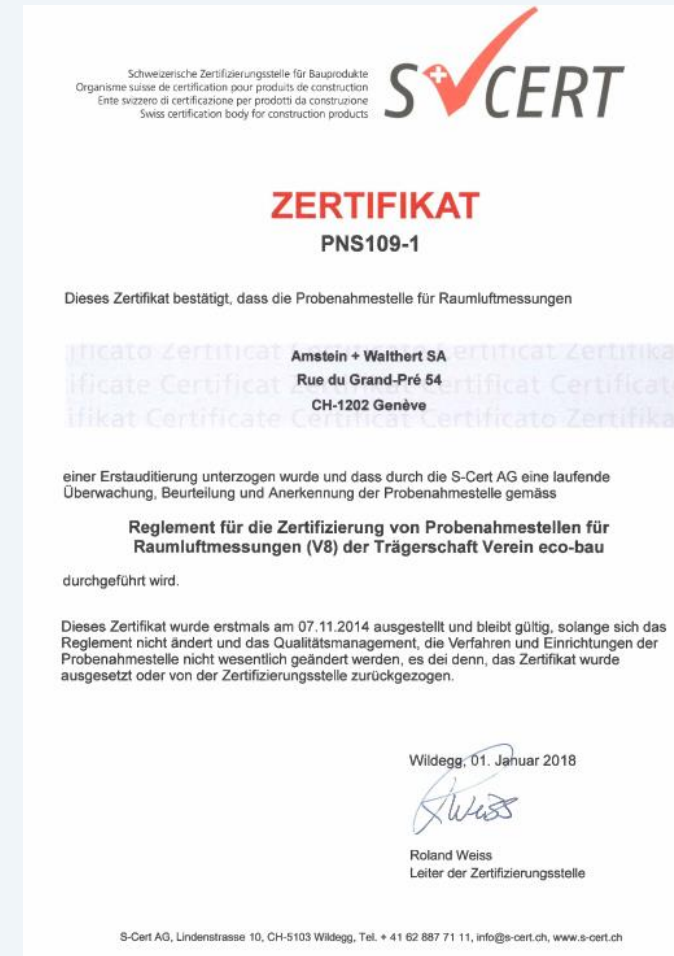 Schweizerische Zertifizierungsstelle für Bauprodukte
Organisme suisse de certification pour produits de construction
Ente svizzero di certificazione per prodotti da construzione
Swiss certification body for construction products
S CERT
ZERTIFIKAT
PNS109-1
Dieses Zertifikat bestätigt, dass die Probenahmestelle für Raumluftmessungen
Amstein + Walthert SA
Rue du Grand-Pré 54
CH-1202 Genève
einer Erstauditierung unterzogen wurde und dass durch die S-Cert AG eine laufende
Überwachung, Beurteilung und Anerkennung der Probenahmestelle gemäss
Reglement für die Zertifizierung von Probenahmestellen für
Raumluftmessungen (V8) der Trägerschaft Verein eco-bau
durchgeführt wird.
Dieses Zertifikat wurde erstmals am 07.11.2014 ausgestellt und bleibt gültig, solange sich das
Reglement nicht ändert und das Qualitätsmanagement, die Verfahren und Einrichtungen der
Probenahmestelle nicht wesentlich geändert werden, es dei denn, das Zertifikat wurde
ausgesetzt oder von der Zertifizierungsstelle zurückgezogen.
Wildegg, 01. Januar 2018
RWeiss
Roland Weiss
Leiter der Zertifizierungsstelle
S-Cert AG, Lindenstrasse 10, CH-5103 Wildegg, Tel. + 41 62 887 71 11, info@s-cert.ch, www.s-cert.ch